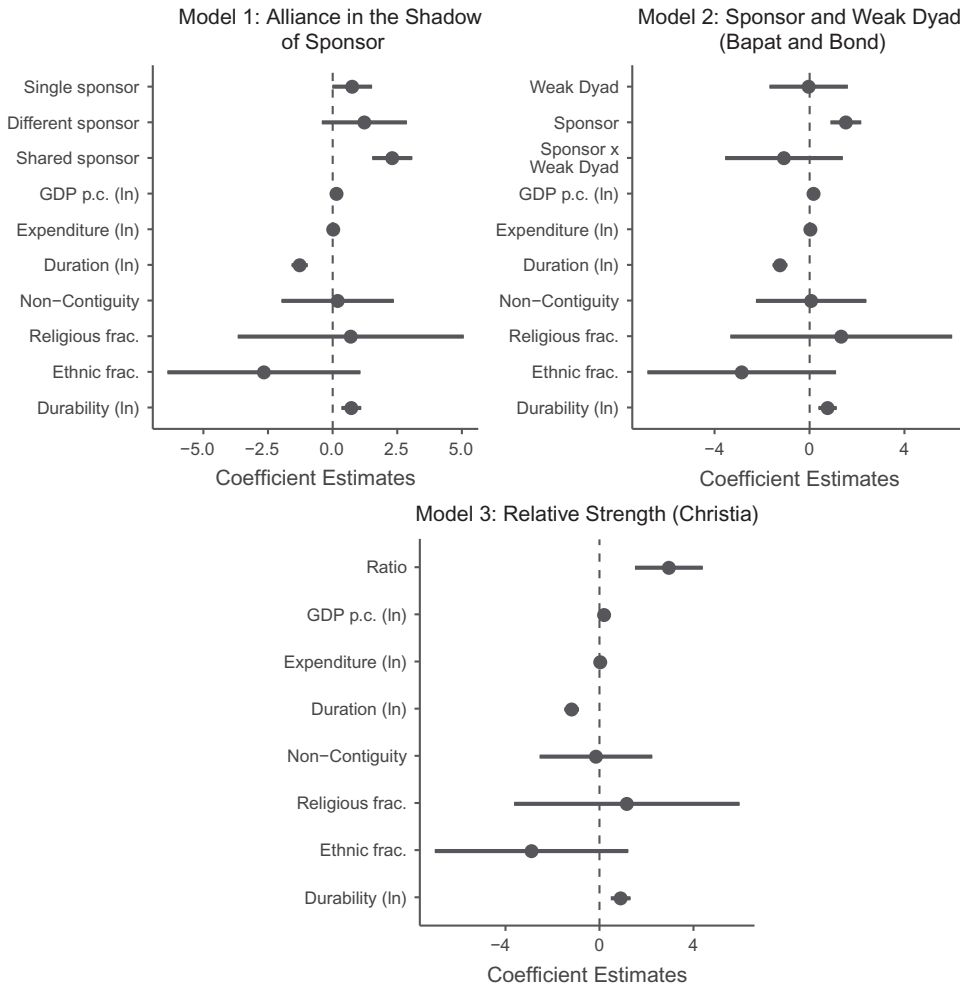 Model 1: Alliance in the Shadow
of Sponsor
Single sponsor
Different sponsor
Shared sponsor
GDP p.c. (ln)
Expenditure (ln)
Duration (ln)
Non−Contiguity
Religious frac.
Ethnic frac.
Durability (ln)
−5.0 −2.5 0.0 2.5 5.0
Coefficient Estimates
Model 2: Sponsor and Weak Dyad
(Bapat and Bond)
Weak Dyad
Sponsor
Sponsor x
Weak Dyad
GDP p.c. (ln)
Expenditure (ln)
Duration (ln)
Non−Contiguity
Religious frac.
Ethnic frac.
Durability (ln)
−4 0 4
Coefficient Estimates
Model 3: Relative Strength (Christia)
Ratio
GDP p.c. (ln)
Expenditure (ln)
Duration (ln)
Non−Contiguity
Religious frac.
Ethnic frac.
Durability (ln)
−4 0 4
Coefficient Estimates